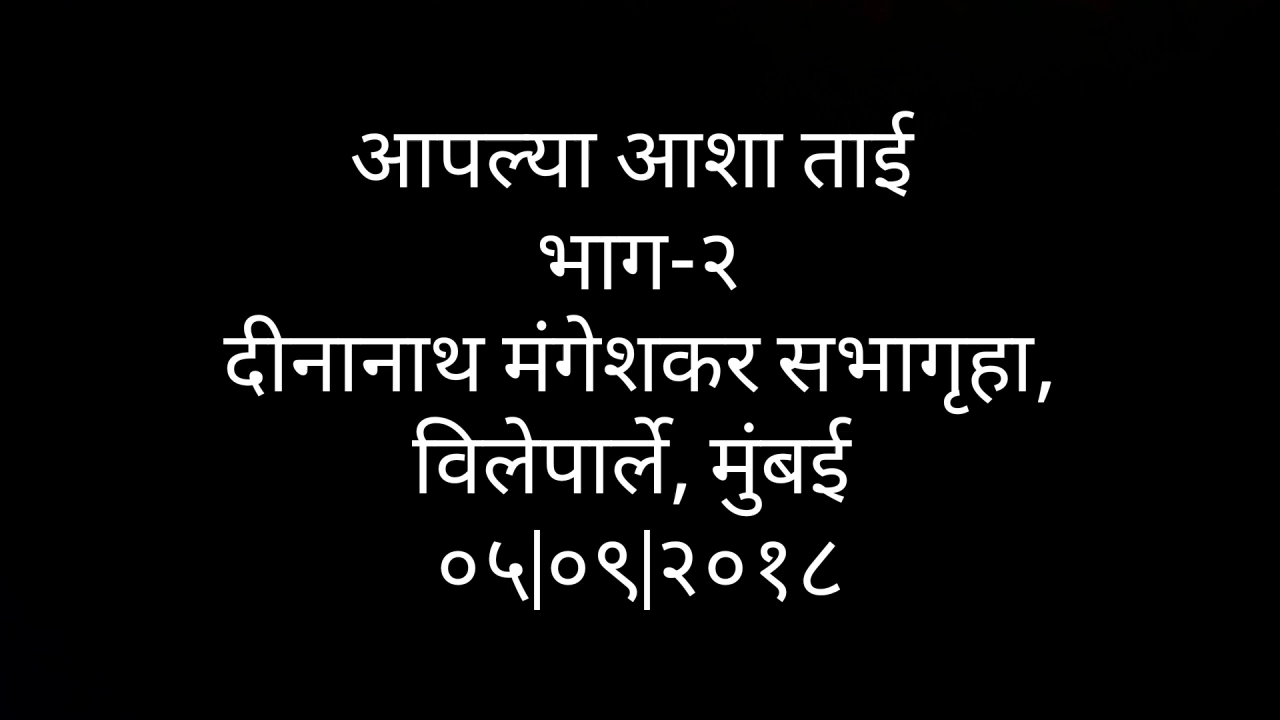 आपल्या आशा ताई
भाग-२
दीनानाथ मंगेशकर सभागृहा,
विलेपार्ले, मुंबई
०५|०९|२०१८